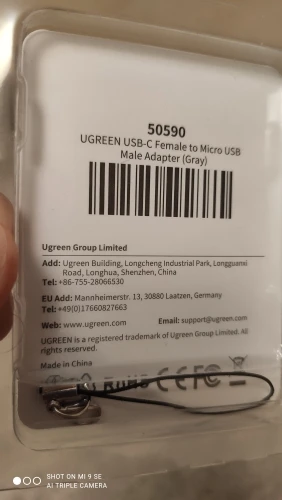 50590
UGREEN USB-C Female to Micro USB
Male Adapter (Gray)
Ugreen Group Limited
Add: Ugreen Building, Longcheng Industrial Park, Longguanxi
Road, Longhua, Shenzhen, China
Tel: +86-755-28066530
EU Add: Mannheimerstr. 13, 30880 Laatzen, Germany
Tel: +49(0)17660827663
Web: www.ugreen.com Email: support@ugreen.com
UGREEN is a registered trademark of Ugreen Group Limited. All
rights reserved.
Made in China
RoHS CE FC
SHOT ON MI 9 SE
AI TRIPLE CAMERA